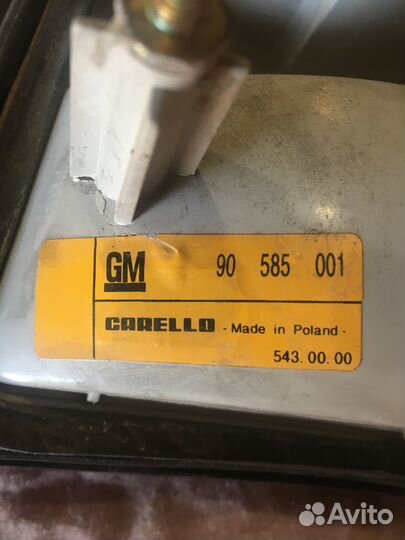 GM 90 585 001
CARELLO - Made in Poland -
543.00.00
Avito